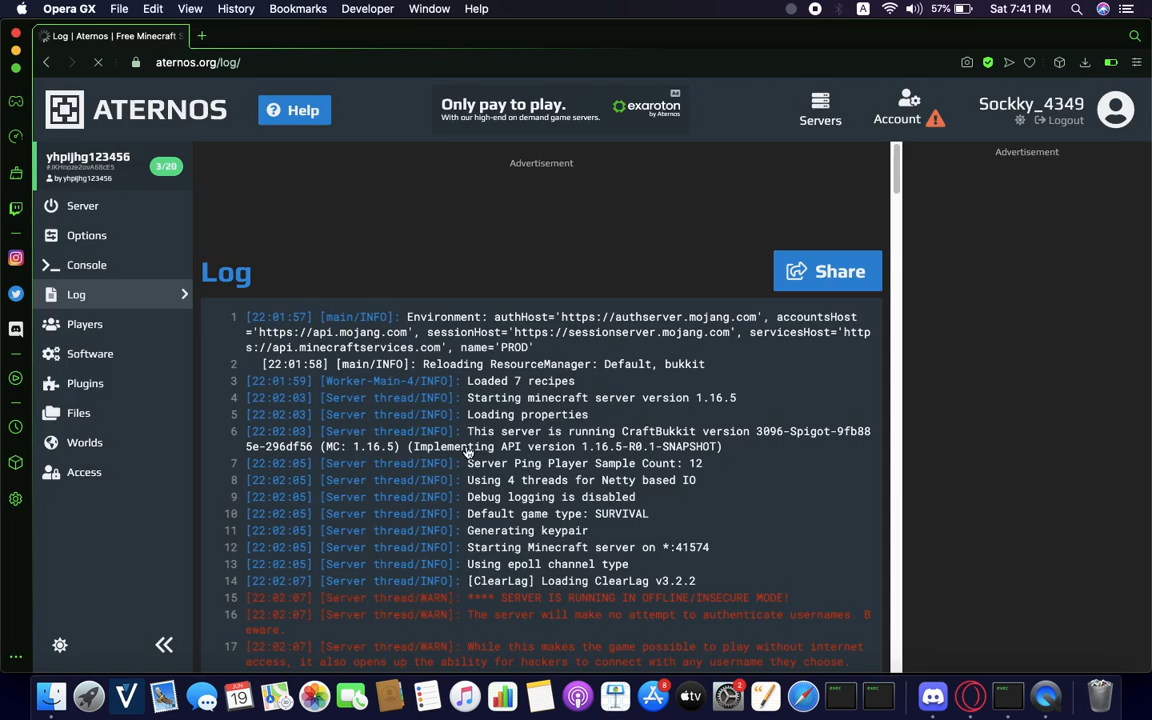 Opera GX File Edit View History Bookmarks Developer Window Help A 57% Sat 7:41 PM
Log | Aternos | Free Minecraft S
aternos.org/log/
ATERNOS
Help
Only pay to play.
With our high-end on demand game servers.
exaroton
by Aternos
Ad
Servers
Account
Sockky_4349
Logout
yhpijhg123456
by yhpijhg123456
3/20
Server
Options
Console
Log
Players
Software
Plugins
Files
Worlds
Access
Advertisement
Advertisement
Log
Share
1 [22:01:57] [main/INFO]: Environment: authHost='https://authserver.mojang.com', accountsHost
='https://api.mojang.com', sessionHost='https://sessionserver.mojang.com', servicesHost='http
s://api.minecraftservices.com', name='PROD'
2 [22:01:58] [main/INFO]: Reloading ResourceManager: Default, bukkit
3 [22:01:59] [Worker-Main-4/INFO]: Loaded 7 recipes
4 [22:02:03] [Server thread/INFO]: Starting minecraft server version 1.16.5
5 [22:02:03] [Server thread/INFO]: Loading properties
6 [22:02:03] [Server thread/INFO]: This server is running CraftBukkit version 3096-Spigot-9fb88
5e-296df56 (MC: 1.16.5) (Implementing API version 1.16.5-R0.1-SNAPSHOT)
7 [22:02:05] [Server thread/INFO]: Server Ping Player Sample Count: 12
8 [22:02:05] [Server thread/INFO]: Using 4 threads for Netty based IO
9 [22:02:05] [Server thread/INFO]: Debug logging is disabled
10 [22:02:05] [Server thread/INFO]: Default game type: SURVIVAL
11 [22:02:05] [Server thread/INFO]: Generating keypair
12 [22:02:05] [Server thread/INFO]: Starting Minecraft server on *:41574
13 [22:02:05] [Server thread/INFO]: Using epoll channel type
14 [22:02:07] [Server thread/INFO]: [ClearLag] Loading ClearLag v3.2.2
15 [22:02:07] [Server thread/WARN]: **** SERVER IS RUNNING IN OFFLINE/INSECURE MODE!
16 [22:02:07] [Server thread/WARN]: The server will make no attempt to authenticate usernames. B
eware.
17 [22:02:07] [Server thread/WARN]: While this makes the game possible to play without internet
access, it also opens up the ability for hackers to connect with any username they choose.
JUN
19
8
tv
2
exec
exec
exec